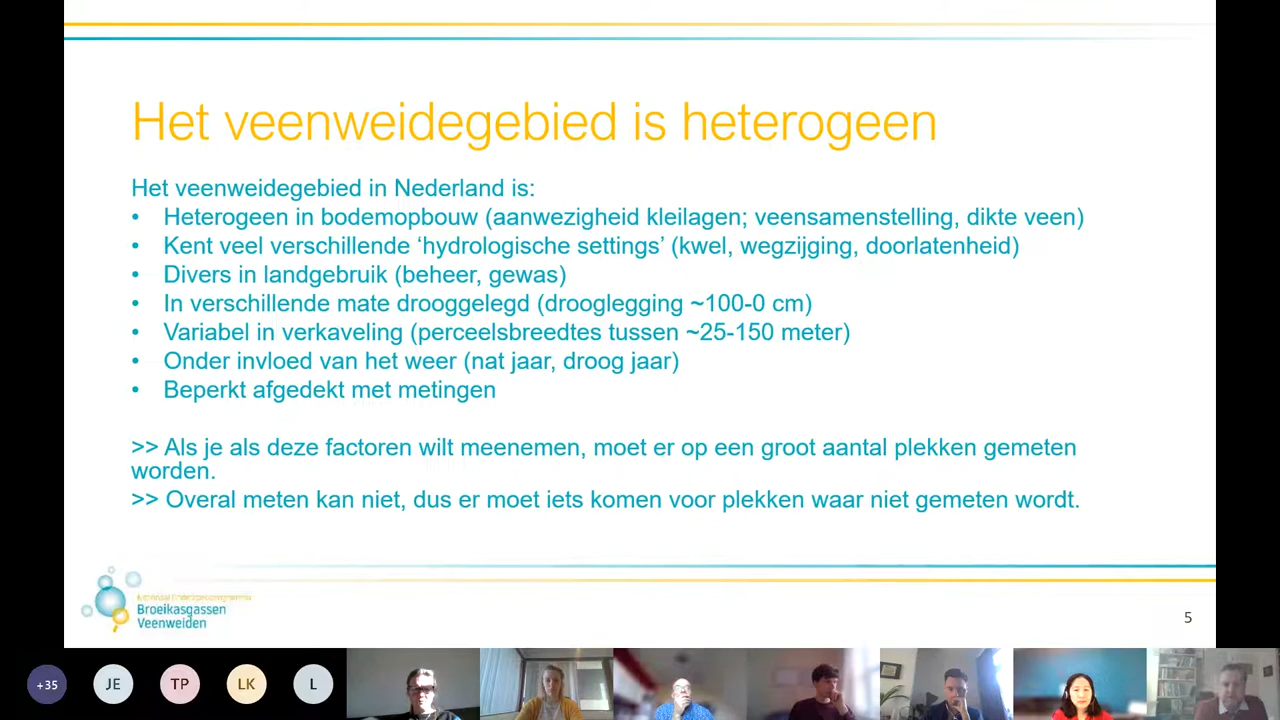 Het veenweidegebied is heterogeen
Het veenweidegebied in Nederland is:
• Heterogeen in bodemopbouw (aanwezigheid kleilagen; veensamenstelling, dikte veen)
• Kent veel verschillende ‘hydrologische settings’ (kwel, wegzijging, doorlatenheid)
• Divers in landgebruik (beheer, gewas)
• In verschillende mate drooggelegd (drooglegging ~100-0 cm)
• Variabel in verkaveling (perceelsbreedtes tussen ~25-150 meter)
• Onder invloed van het weer (nat jaar, droog jaar)
• Beperkt afgedekt met metingen
>> Als je als deze factoren wilt meenemen, moet er op een groot aantal plekken gemeten
worden.
>> Overal meten kan niet, dus er moet iets komen voor plekken waar niet gemeten wordt.
Broeikasgassen
Veenweiden
5
+35 JE TP LK L